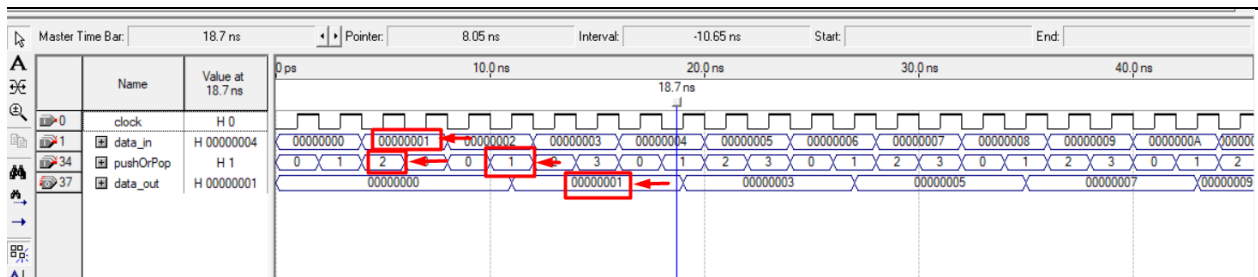 Master Time Bar: 18.7 ns Pointer: 8.05 ns Interval: -10.65 ns Start: End:
A Name Value at 18.7 ns 0 ps 10.0 ns 20.0 ns 30.0 ns 40.0 ns
18.7 ns
0 clock H 0
1 data_in H 00000004 00000000 00000001 00000002 00000003 00000004 00000005 00000006 00000007 00000008 00000009 0000000A
34 pushOrPop H 1 0 1 2 0 1 3 0 1 2 3 0 1 2 3 0 1 2 3 0 1 2
37 data_out H 00000001 00000000 00000001 00000003 00000005 00000007 00000009